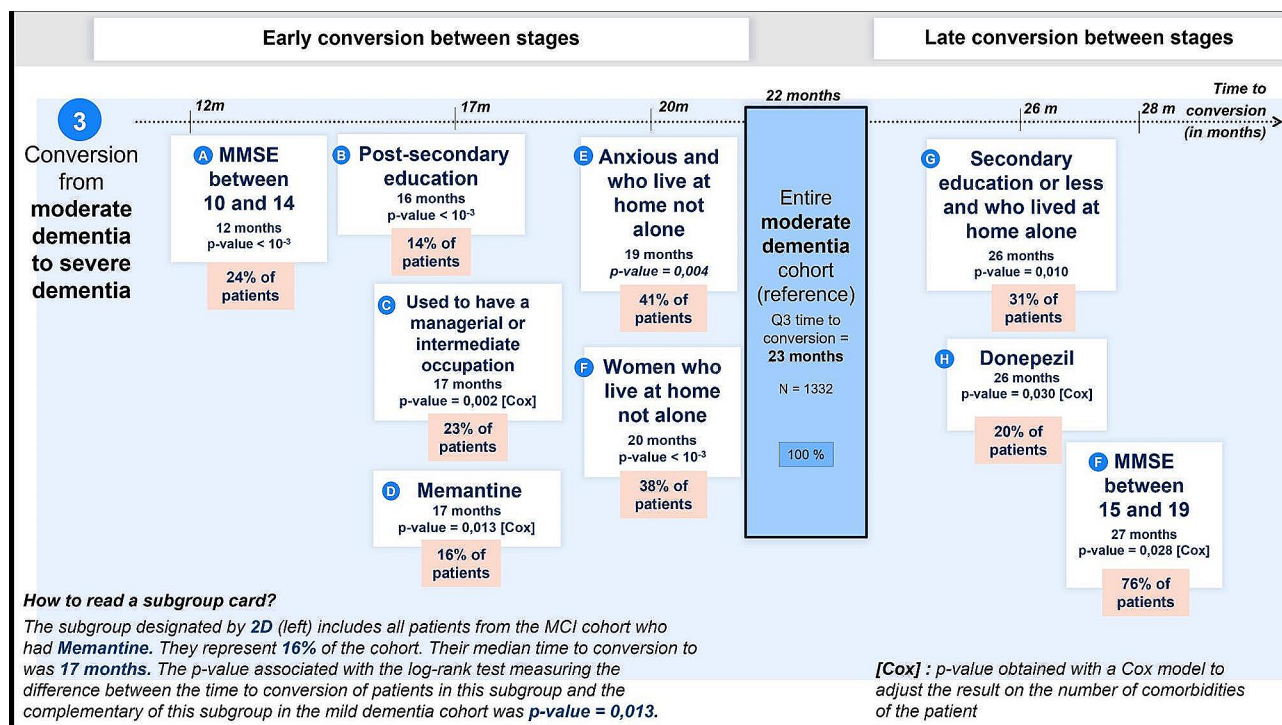 Early conversion between stages
Late conversion between stages
12m
17m
20m
22 months
26 m
28 m
Time to
conversion
(in months)
3
Conversion
from
moderate
dementia
to severe
dementia
A MMSE
between
10 and 14
12 months
p-value < 10-3
24% of
patients
B Post-secondary
education
16 months
p-value < 10-3
14% of
patients
C Used to have a
managerial or
intermediate
occupation
17 months
p-value = 0,002 [Cox]
23% of
patients
D Memantine
17 months
p-value = 0,013 [Cox]
16% of
patients
E Anxious and
who live at
home not
alone
19 months
p-value = 0,004
41% of
patients
F Women who
live at home
not alone
20 months
p-value < 10-3
38% of
patients
Entire
moderate
dementia
cohort
(reference)
Q3 time to
conversion =
23 months
N = 1332
100 %
G Secondary
education or less
and who lived at
home alone
26 months
p-value = 0,010
31% of
patients
H Donepezil
26 months
p-value = 0,030 [Cox]
20% of
patients
F MMSE
between
15 and 19
27 months
p-value = 0,028 [Cox]
76% of
patients
How to read a subgroup card?
The subgroup designated by 2D (left) includes all patients from the MCI cohort who
had Memantine. They represent 16% of the cohort. Their median time to conversion to
was 17 months. The p-value associated with the log-rank test measuring the
difference between the time to conversion of patients in this subgroup and the
complementary of this subgroup in the mild dementia cohort was p-value = 0,013.
[Cox] : p-value obtained with a Cox model to
adjust the result on the number of comorbidities
of the patient